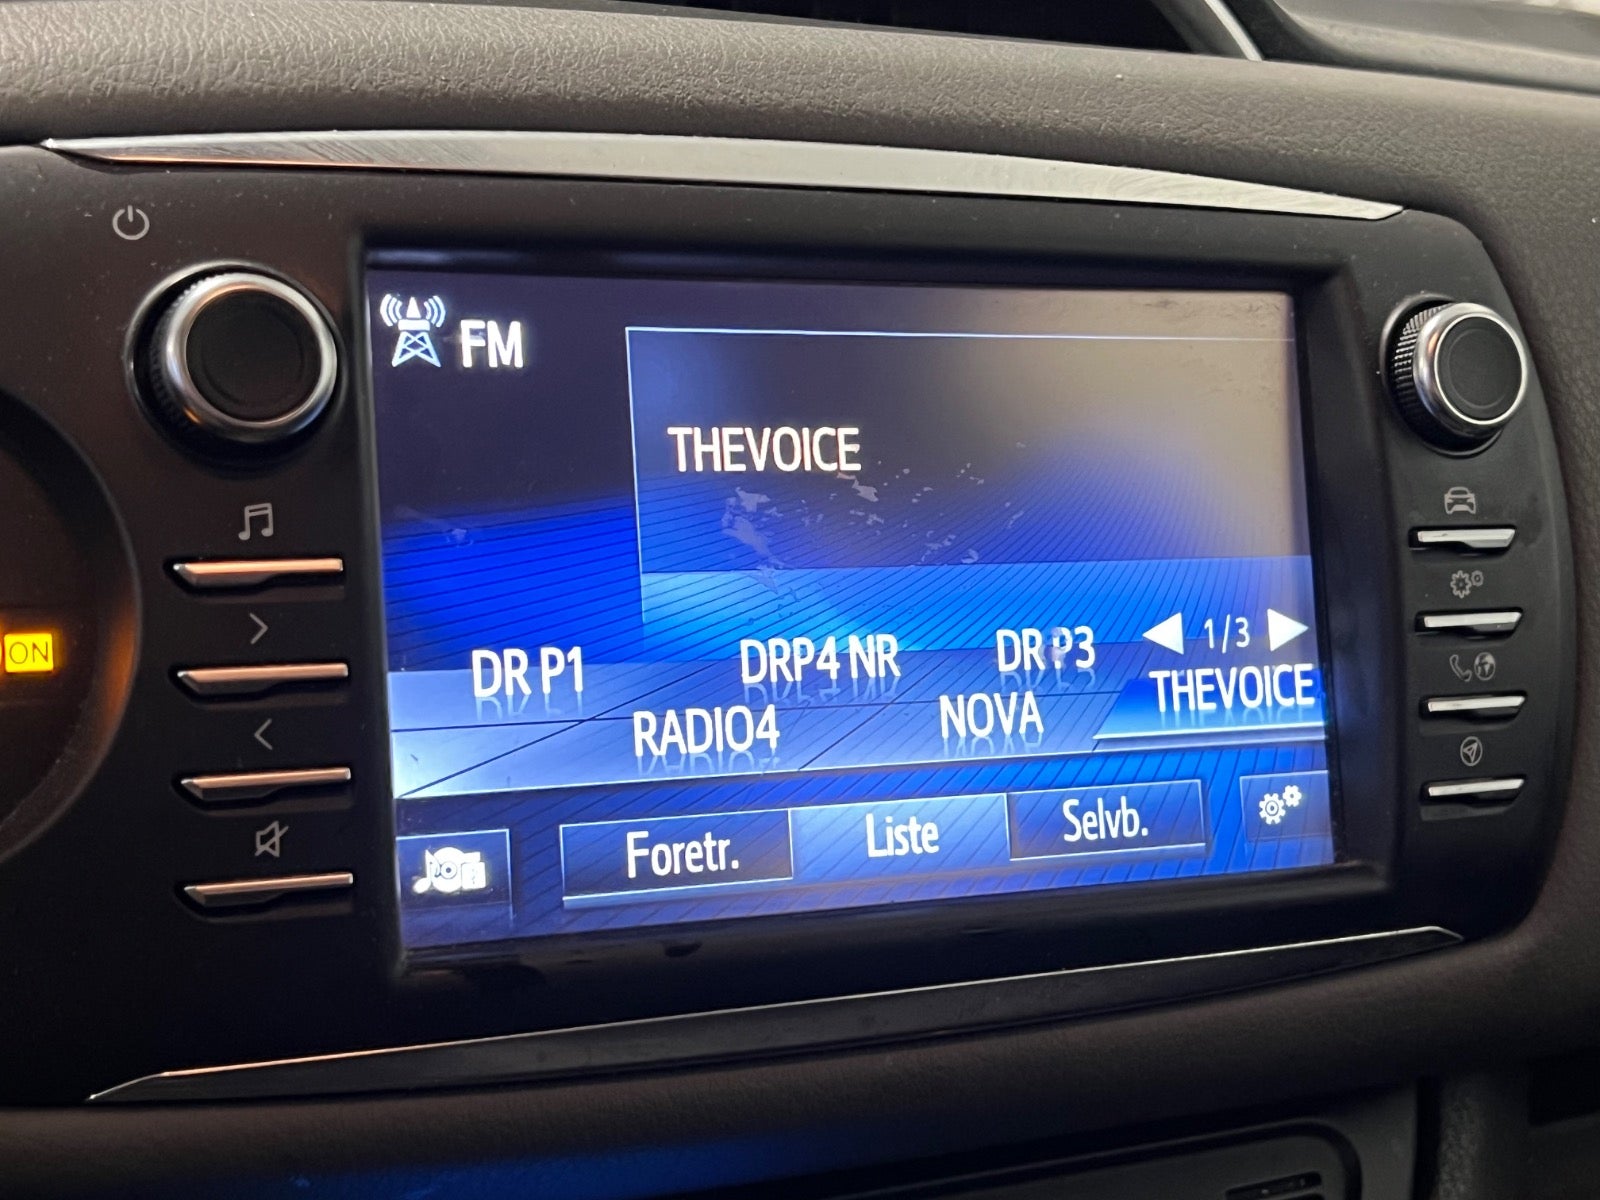 FM
THEVOICE
1/3
DR P1
DRP4 NR
DR P3
RADIO4
NOVA
THEVOICE
Foretr.
Liste
Selvb.
ON